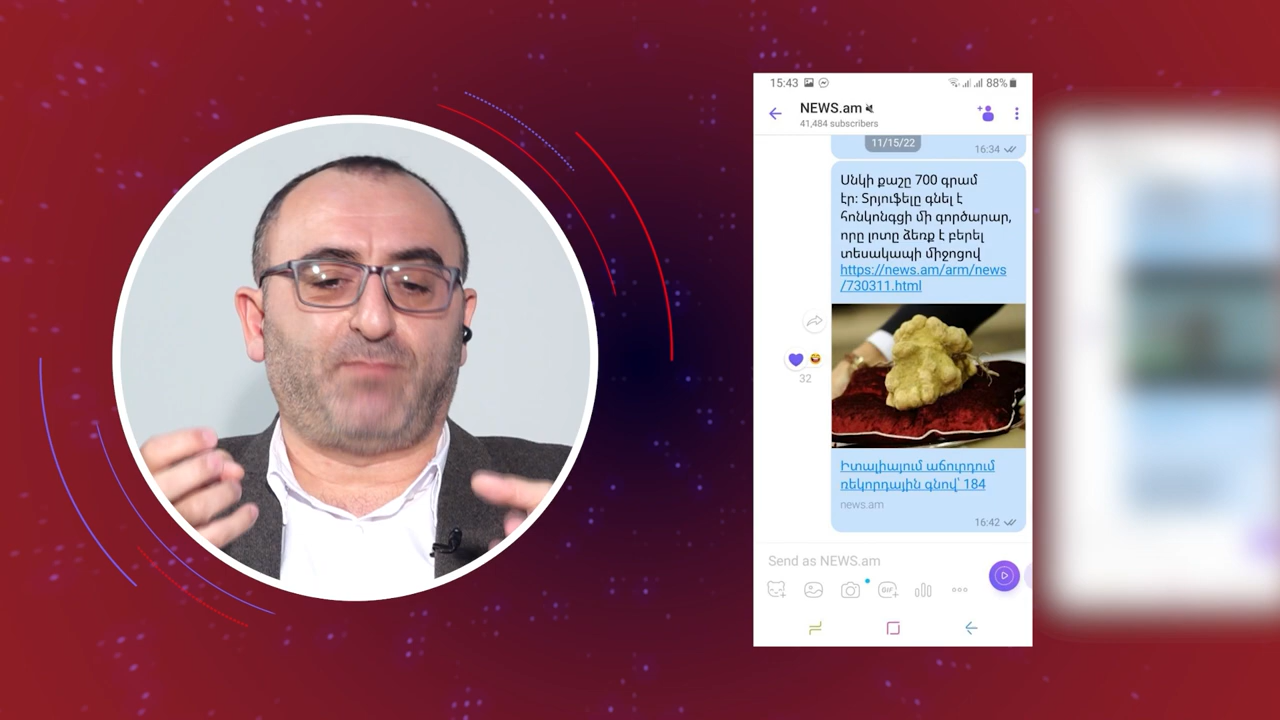 15:43
88%
NEWS.am
41,484 subscribers
11/15/22
16:34
Սնկի քաշը 700 գրամ
էր։ Տրյուֆելը գնել է
հոնկոնգցի մի գործարար,
որը լոտը ձեռք է բերել
տեսակապի միջոցով
https://news.am/arm/news
/730311.html
32
Իտալիայում աճուրդում
ռեկորդային գնով՝ 184
news.am
16:42
Send as NEWS.am
GIF